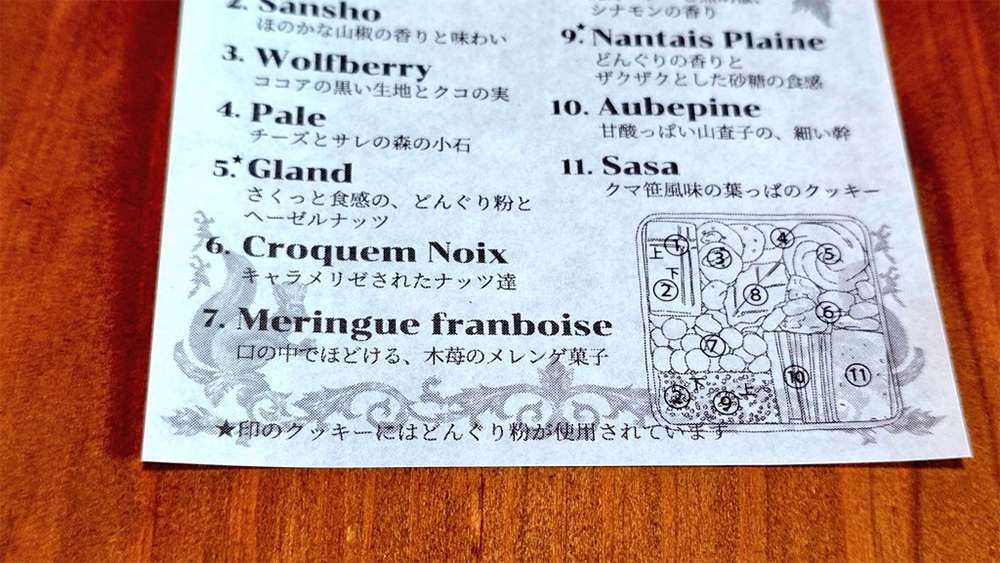 2. Sansho
ほのかな山椒の香りと味わい
3. Wolfberry
ココアの黒い生地とクコの実
4. Pale
チーズとサレの森の小石
5.★Gland
さくっと食感の、どんぐり粉と
ヘーゼルナッツ
6. Croquem Noix
キャラメリゼされたナッツ達
7. Meringue franboise
口の中でほどける、木苺のメレンゲ菓子
シナモンの香り
9.★Nantais Plaine
どんぐりの香りと
ザクザクとした砂糖の食感
10. Aubepine
甘酸っぱい山査子の、細い幹
11. Sasa
クマ笹風味の葉っぱのクッキー
① 上
下 ②
③
④
⑤
⑧
⑥
⑦
② 下
⑨ 上
⑩
⑪
★印のクッキーにはどんぐり粉が使用されています